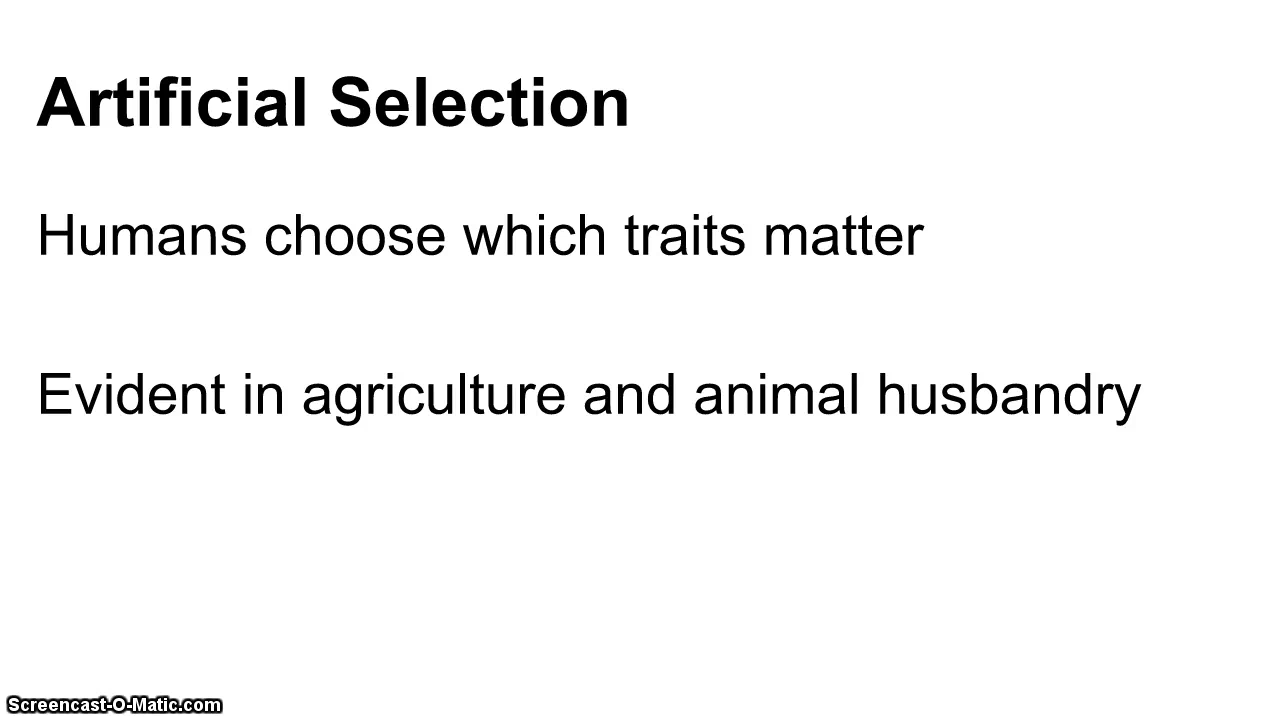 Artificial Selection
Humans choose which traits matter
Evident in agriculture and animal husbandry
Screencast-O-Matic.com